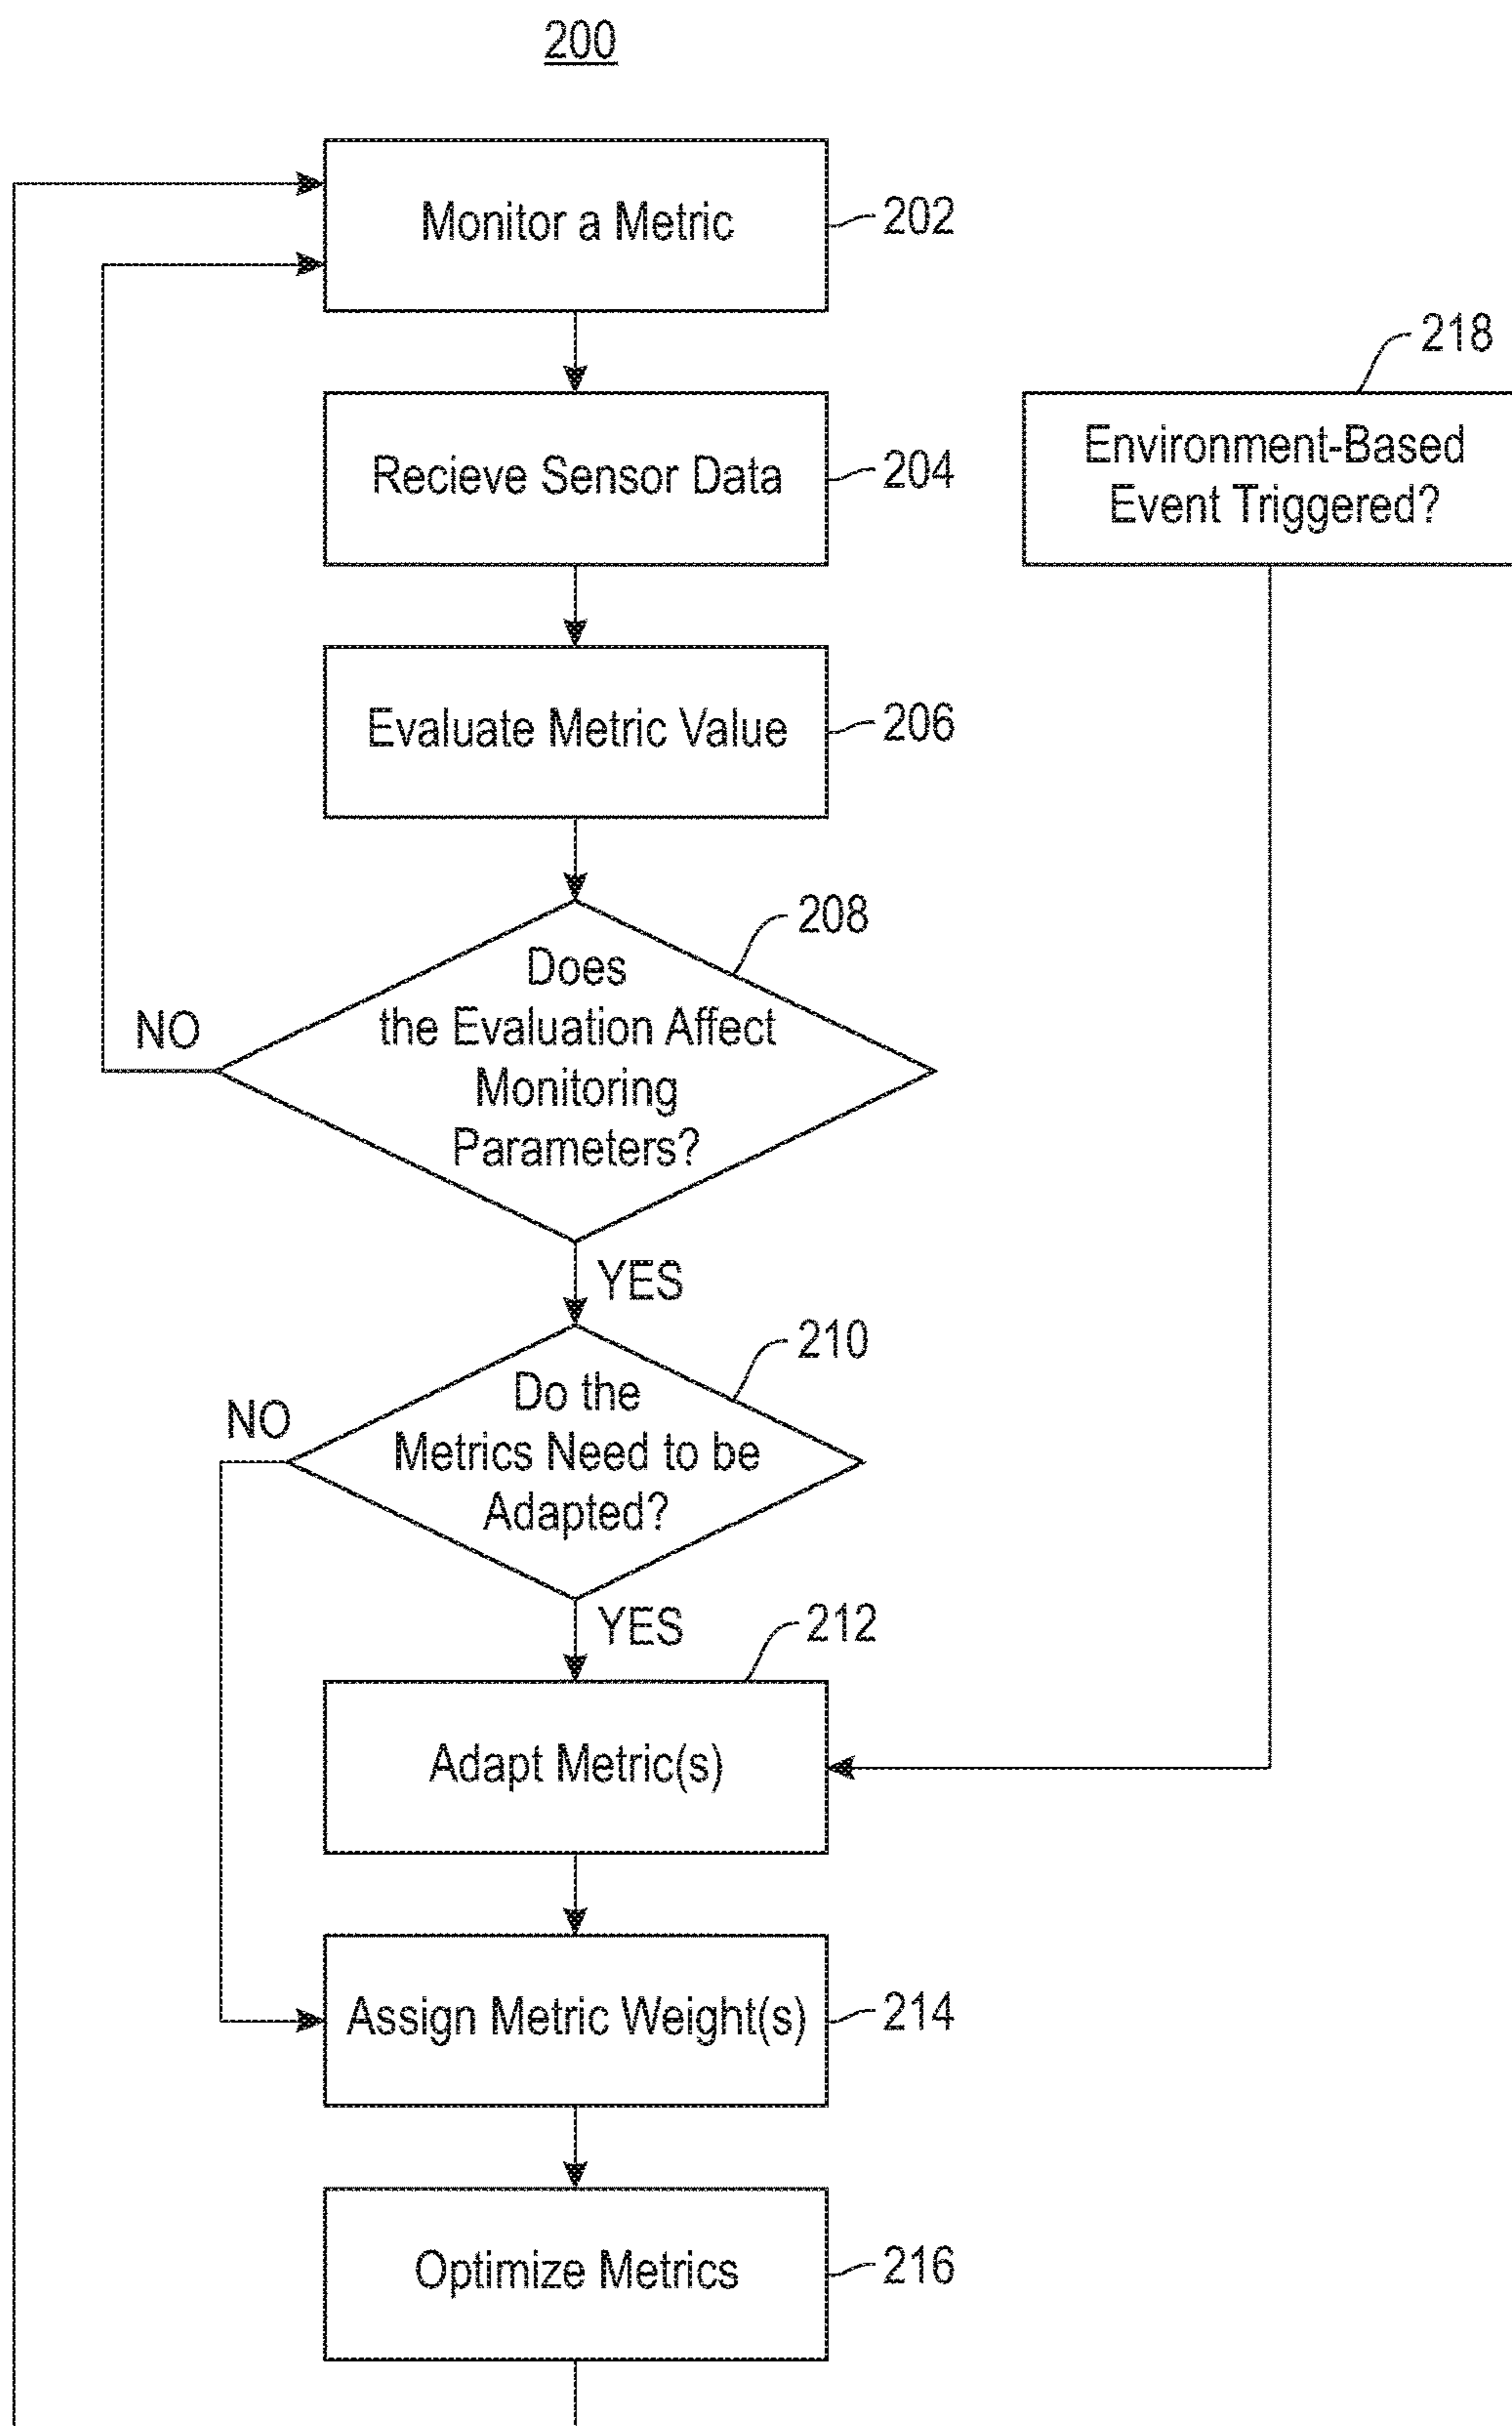 200
Monitor a Metric
202
218
Recieve Sensor Data
204
Environment-Based
Event Triggered?
Evaluate Metric Value
206
208
Does
the Evaluation Affect
Monitoring
Parameters?
NO
YES
210
Do the
Metrics Need to be
Adapted?
NO
YES
212
Adapt Metric(s)
Assign Metric Weight(s)
214
Optimize Metrics
216